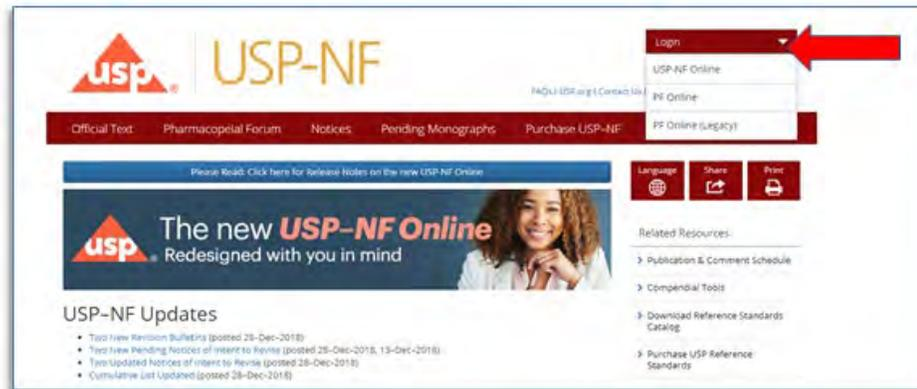 usp
USP-NF
Login
USP-NF Online
PF Online
PF Online (Legacy)
FAQs | USP.org | Contact Us |
Official Text Pharmacopeial Forum Notices Pending Monographs Purchase USP-NF
Please Read: Click here for Release Notes on the new USP-NF Online
Language Share Print
usp
The new USP-NF Online
Redesigned with you in mind
Related Resources
Publication & Comment Schedule
Compendial Tools
Download Reference Standards
Catalog
Purchase USP Reference
Standards
USP-NF Updates
Two New Revision Bulletins (posted 28-Dec-2018)
Two New Pending Notices of Intent to Revise (posted 28-Dec-2018, 13-Dec-2018)
Two Updated Notices of Intent to Revise (posted 28-Dec-2018)
Cumulative List Updated (posted 28-Dec-2018)